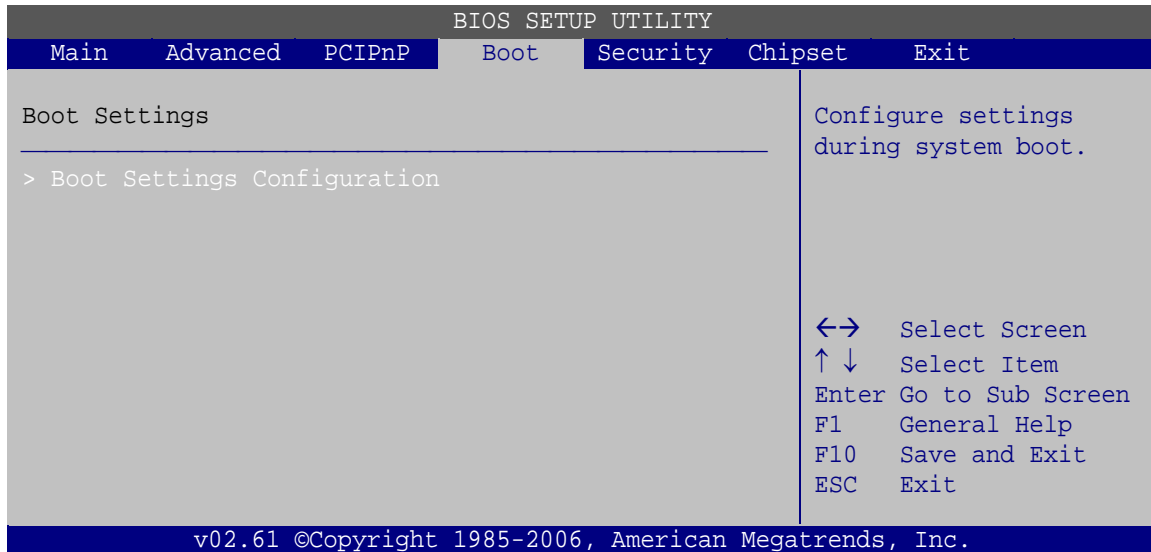 BIOS SETUP UTILITY
Main Advanced PCIPnP Boot Security Chipset Exit
Boot Settings
> Boot Settings Configuration
Configure settings
during system boot.
←→ Select Screen
↑ ↓ Select Item
Enter Go to Sub Screen
F1 General Help
F10 Save and Exit
ESC Exit
v02.61 ©Copyright 1985-2006, American Megatrends, Inc.